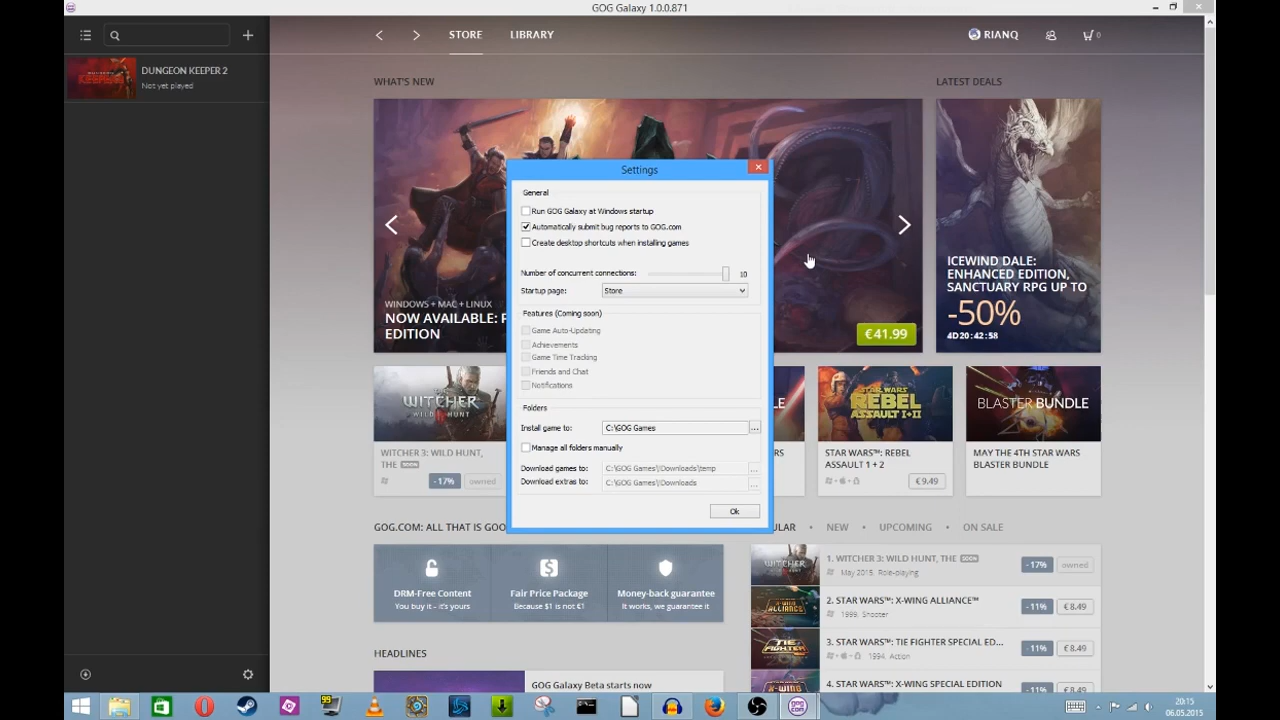 GOG Galaxy 1.0.0.871
STORE
LIBRARY
RIANQ
0
DUNGEON KEEPER 2
Not yet played
WHAT'S NEW
LATEST DEALS
WINDOWS + MAC + LINUX
NOW AVAILABLE:
EDITION
€41.99
ICEWIND DALE:
ENHANCED EDITION,
SANCTUARY RPG UP TO
-50%
4D20:42:58
Settings
General
Run GOG Galaxy at Windows startup
Automatically submit bug reports to GOG.com
Create desktop shortcuts when installing games
Number of concurrent connections:
10
Startup page:
Store
Features (Coming soon)
Game Auto-Updating
Achievements
Game Time Tracking
Friends and Chat
Notifications
Folders
Install game to:
C:\GOG Games
...
Manage all folders manually
Download games to:
C:\GOG Games\!Downloads\temp
...
Download extras to:
C:\GOG Games\!Downloads
...
Ok
WITCHER
WILD HUNT
WITCHER 3: WILD HUNT,
THE SOON
-17% owned
STAR WARS
REBEL
ASSAULT I+II
STAR WARS™: REBEL
ASSAULT 1 + 2
€9.49
BLASTER BUNDLE
MAY THE 4TH STAR WARS
BLASTER BUNDLE
GOG.COM: ALL THAT IS GOO
DRM-Free Content
You buy it – it's yours
Fair Price Package
Because $1 is not €1
Money-back guarantee
It works, we guarantee it
HEADLINES
GOG Galaxy Beta starts now
ULAR • NEW • UPCOMING • ON SALE
1. WITCHER 3: WILD HUNT, THE SOON
May 2015, Role-playing
-17% owned
2. STAR WARS™: X-WING ALLIANCE™
1999, Shooter
-11% €8.49
3. STAR WARS™: TIE FIGHTER SPECIAL ED...
1994, Action
-11% €8.49
4. STAR WARS™: X-WING SPECIAL EDITION
-11% €8.49
20:15
06.05.2015